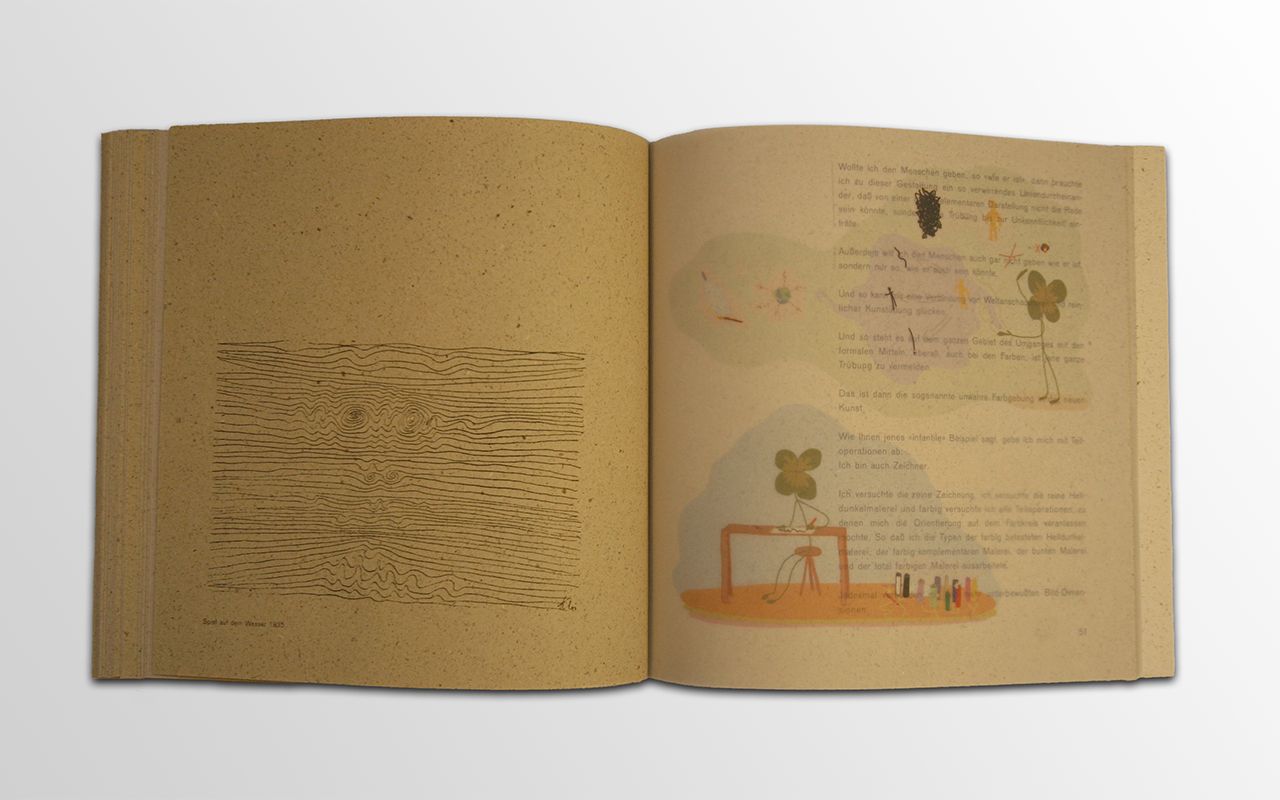 Spiel auf dem Wasser 1935
Wollte ich den Menschen geben, so wie er ist, dann brauchte
ich zu dieser Gestaltung ein so verwirrendes Liniendurcheinan-
der, daß von einer elementaren Darstellung nicht die Rede
sein könnte, sondern Trübung bis zur Unkenntlichkeit ein-
träte.
Außerdem will ich den Menschen auch gar nicht geben wie er ist,
sondern nur so, wie er auch sein könnte.
Und so kann mir eine Verbindung von Weltanschauung und rein-
licher Kunstübung glücken.
Und so steht es auf dem ganzen Gebiet des Umganges mit den
formalen Mitteln, überall, auch bei den Farben, ist jene ganze
Trübung zu vermeiden.
Das ist dann die sogenannte unwahre Farbgebung der neuen
Kunst.
Wie Ihnen jenes «infantile» Beispiel sagt, gebe ich mich mit Teil-
operationen ab:
Ich bin auch Zeichner.
Ich versuchte die reine Zeichnung, ich versuchte die reine Hell-
dunkelmalerei und farbig versuchte ich alle Teiloperationen, zu
denen mich die Orientierung auf dem Farbkreis veranlassen
mochte. So daß ich die Typen der farbig belasteten Helldunkel-
malerei, der farbig komplementären Malerei, der bunten Malerei
und der total farbigen Malerei ausarbeitete.
Jedesmal unterbewußten Bild-Dimen-
sionen.
51